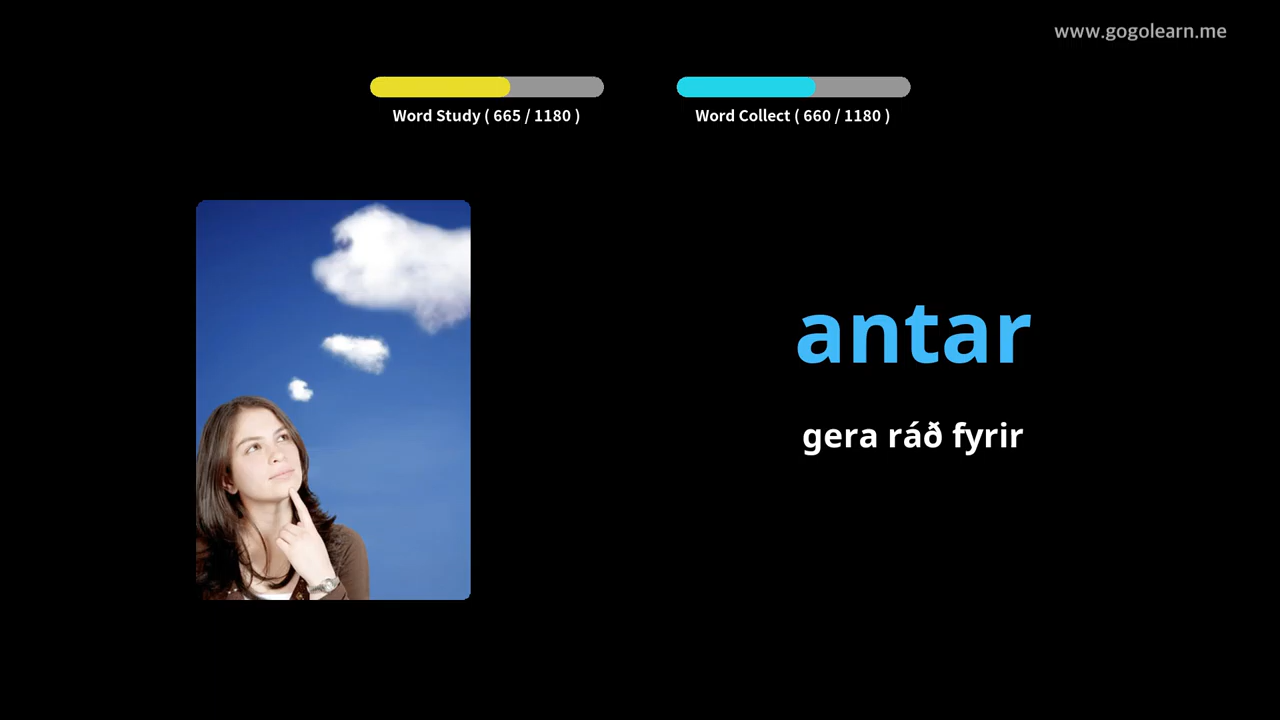 www.gogolearn.me
Word Study ( 665 / 1180 )
Word Collect ( 660 / 1180 )
antar
gera ráð fyrir